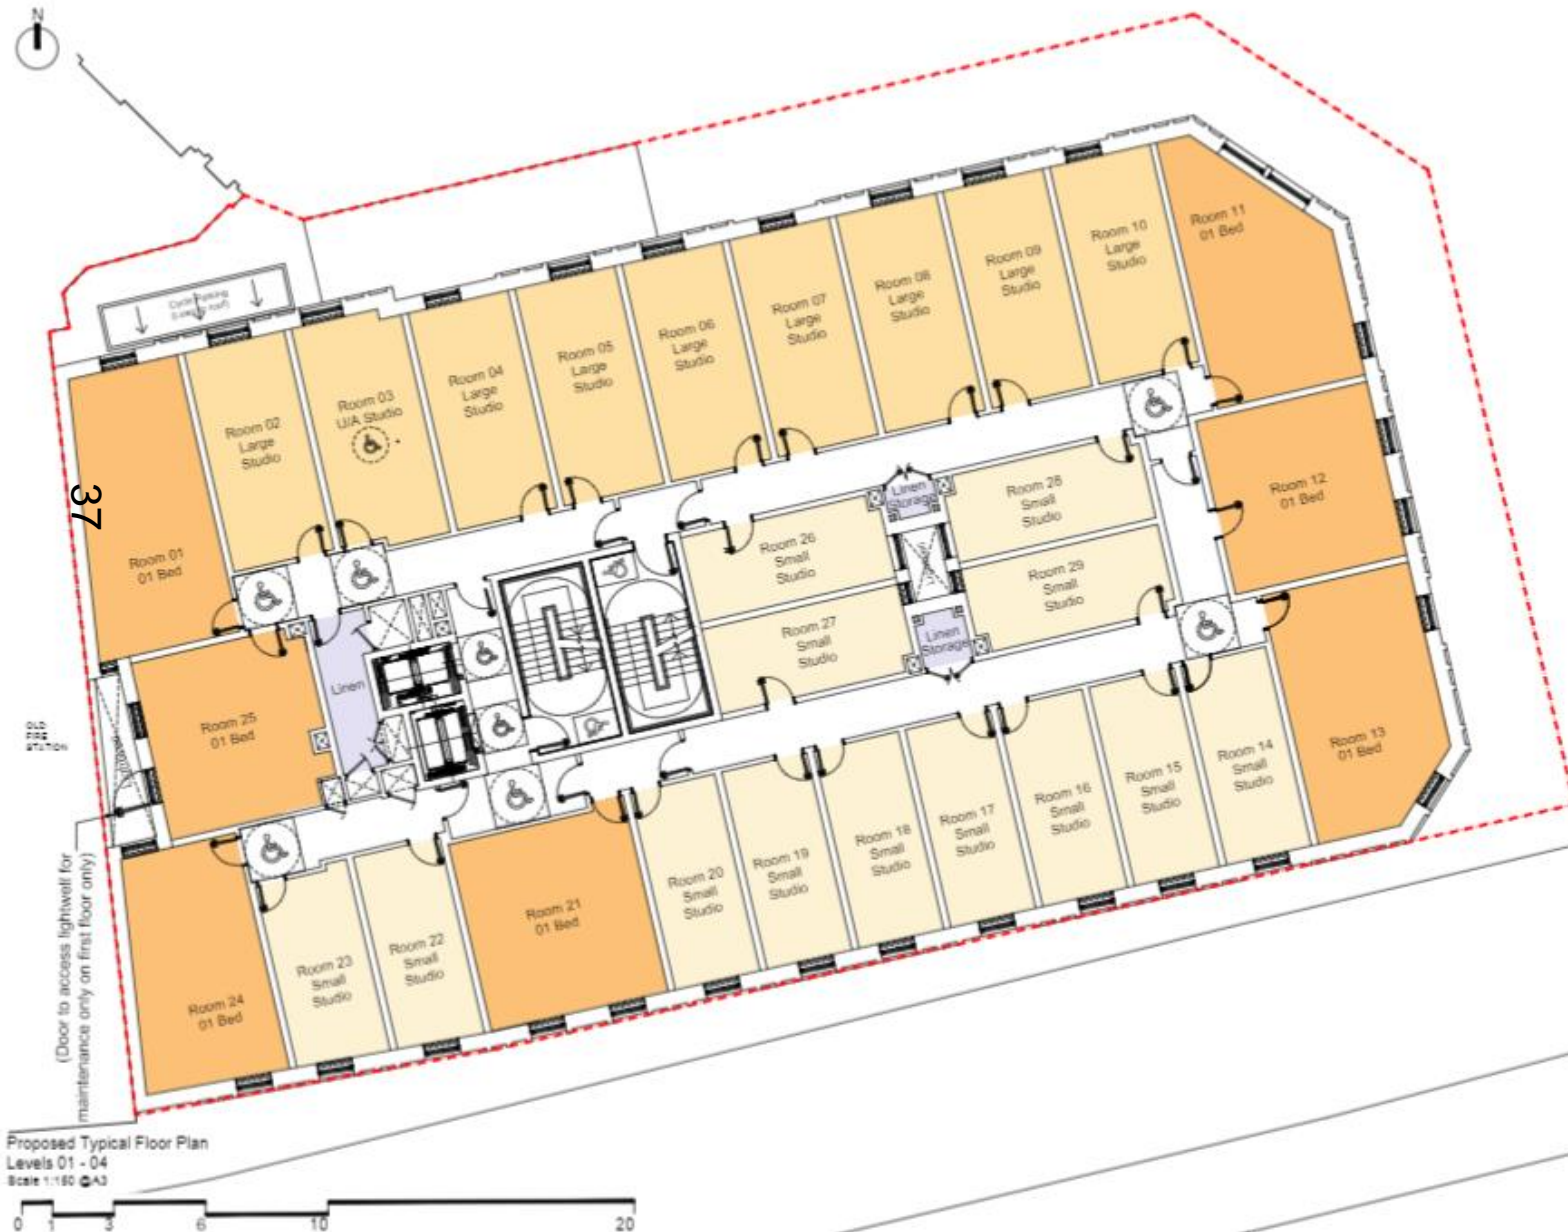 N
Room 11
01 Bed
Room 10
Large
Studio
Room 09
Large
Studio
Room 08
Large
Studio
Room 07
Large
Studio
Room 06
Large
Studio
Room 05
Large
Studio
Room 04
Large
Studio
Room 03
U/A Studio
Room 02
Large
Studio
Room 01
01 Bed
37
Room 12
01 Bed
Room 28
Small
Studio
Linen
Storage
Room 26
Small
Studio
Room 29
Small
Studio
Room 27
Small
Studio
Linen
Storage
Linen
Room 25
01 Bed
OLD
FIRE
STATION
Room 13
01 Bed
Room 14
Small
Studio
Room 15
Small
Studio
Room 16
Small
Studio
Room 17
Small
Studio
Room 18
Small
Studio
Room 19
Small
Studio
Room 20
Small
Studio
Room 21
01 Bed
Room 22
Small
Studio
Room 23
Small
Studio
Room 24
01 Bed
(Door to access lightwell for
maintenance only on first floor only)
Proposed Typical Floor Plan
Levels 01 - 04
Scale 1:150 @A3
0 1 3 6 10 20